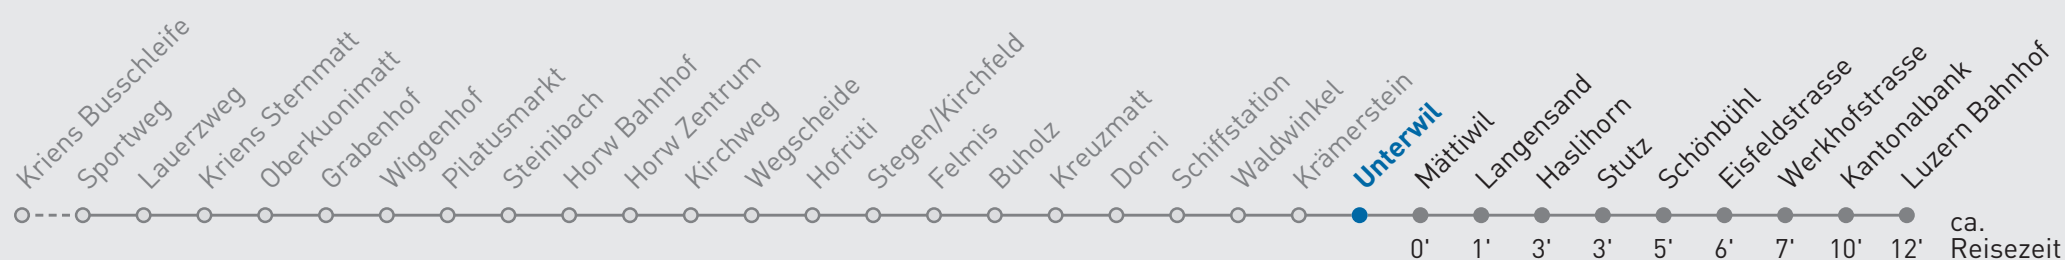 Kriens Busschleife
Sportweg
Lauerzweg
Kriens Sternmatt
Oberkuonimatt
Grabenhof
Wiggenhof
Pilatusmarkt
Steinibach
Horw Bahnhof
Horw Zentrum
Kirchweg
Wegscheide
Hofrüti
Stegen/Kirchfeld
Felmis
Buholz
Kreuzmatt
Dorni
Schiffstation
Waldwinkel
Krämerstein
Unterwil
Mättiwil
Langensand
Haslihorn
Stutz
Schönbühl
Eisfeldstrasse
Werkhofstrasse
Kantonalbank
Luzern Bahnhof
ca.
0' 1' 3' 3' 5' 6' 7' 10' 12' Reisezeit